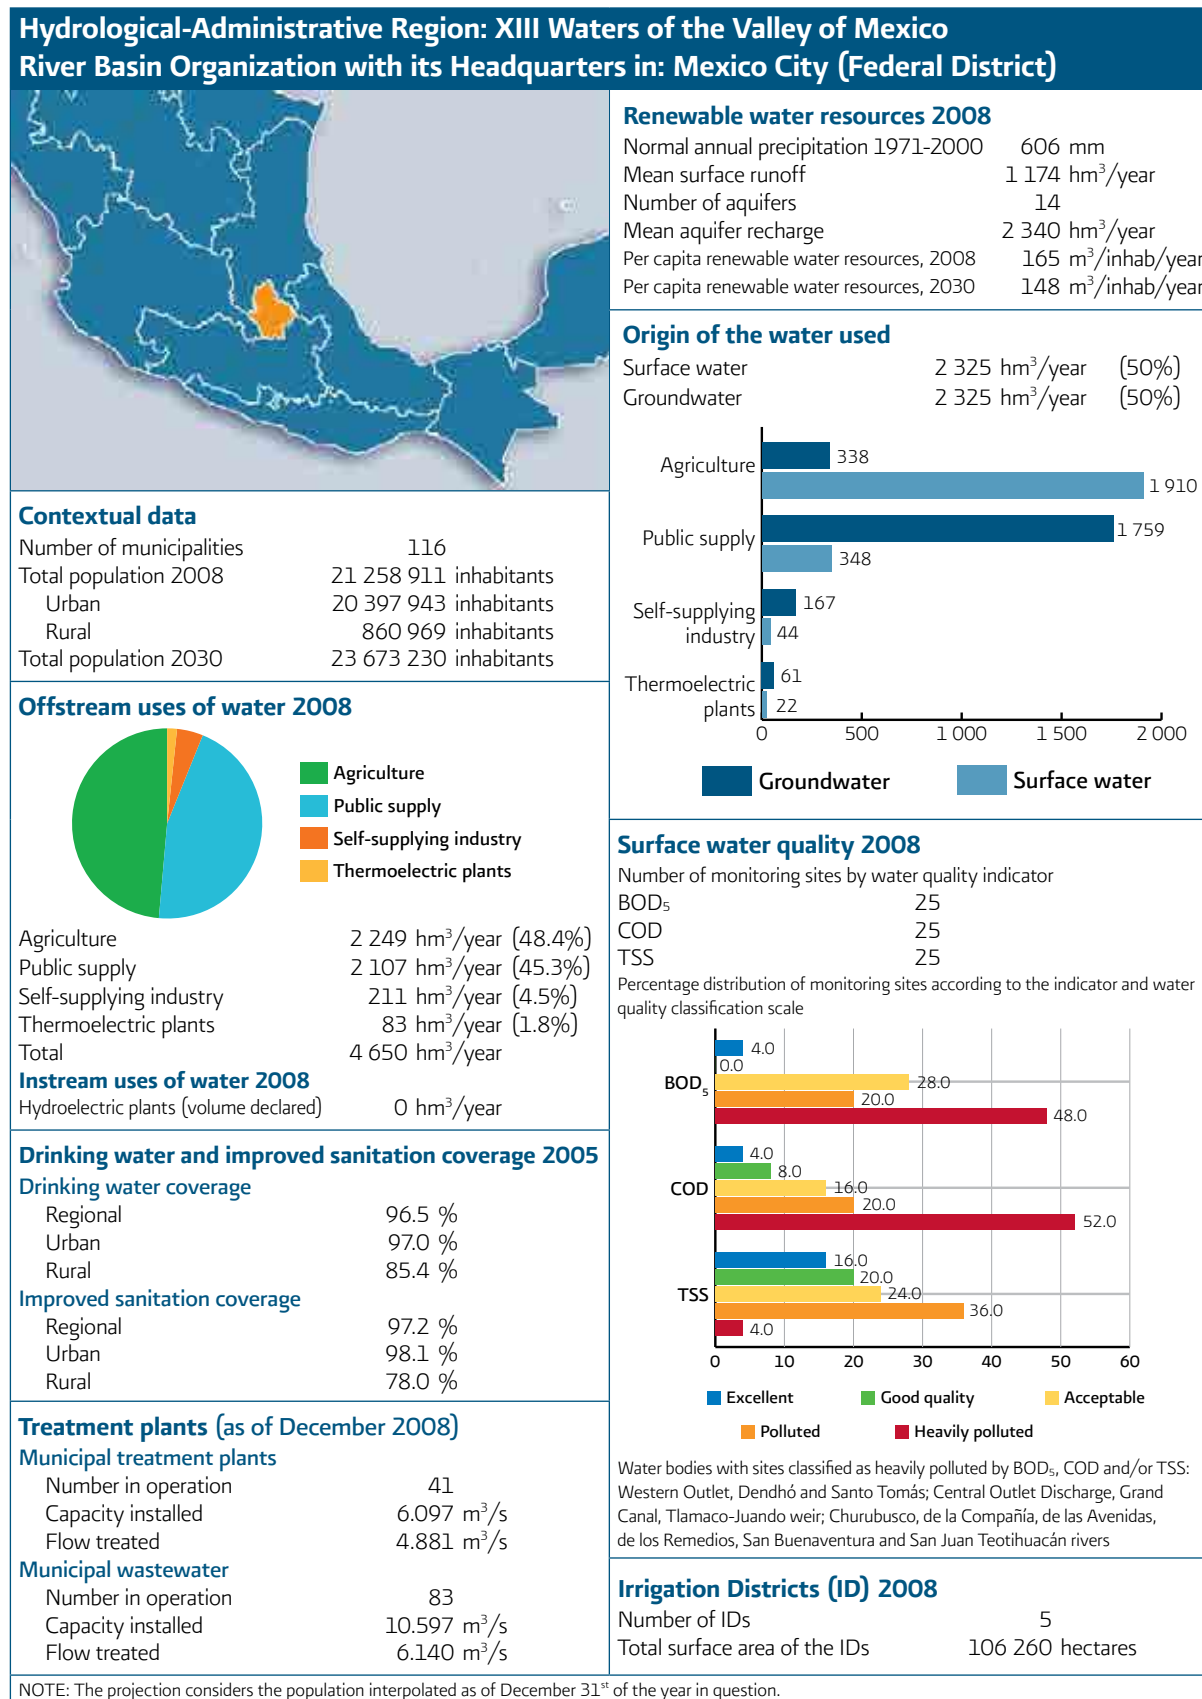 Hydrological-Administrative Region: XIII Waters of the Valley of Mexico
River Basin Organization with its Headquarters in: Mexico City (Federal District)
Contextual data
Number of municipalities 116
Total population 2008 21 258 911 inhabitants
Urban 20 397 943 inhabitants
Rural 860 969 inhabitants
Total population 2030 23 673 230 inhabitants
Offstream uses of water 2008
Agriculture
Public supply
Self-supplying industry
Thermoelectric plants
Agriculture 2 249 hm³/year (48.4%)
Public supply 2 107 hm³/year (45.3%)
Self-supplying industry 211 hm³/year (4.5%)
Thermoelectric plants 83 hm³/year (1.8%)
Total 4 650 hm³/year
Instream uses of water 2008
Hydroelectric plants (volume declared) 0 hm³/year
Drinking water and improved sanitation coverage 2005
Drinking water coverage
Regional 96.5 %
Urban 97.0 %
Rural 85.4 %
Improved sanitation coverage
Regional 97.2 %
Urban 98.1 %
Rural 78.0 %
Treatment plants (as of December 2008)
Municipal treatment plants
Number in operation 41
Capacity installed 6.097 m³/s
Flow treated 4.881 m³/s
Municipal wastewater
Number in operation 83
Capacity installed 10.597 m³/s
Flow treated 6.140 m³/s
Renewable water resources 2008
Normal annual precipitation 1971-2000 606 mm
Mean surface runoff 1 174 hm³/year
Number of aquifers 14
Mean aquifer recharge 2 340 hm³/year
Per capita renewable water resources, 2008 165 m³/inhab/year
Per capita renewable water resources, 2030 148 m³/inhab/year
Origin of the water used
Surface water 2 325 hm³/year (50%)
Groundwater 2 325 hm³/year (50%)
Agriculture 338
1 910
Public supply 1 759
348
Self-supplying 167
industry 44
Thermoelectric 61
plants 22
0 500 1 000 1 500 2 000
Groundwater Surface water
Surface water quality 2008
Number of monitoring sites by water quality indicator
BOD₅ 25
COD 25
TSS 25
Percentage distribution of monitoring sites according to the indicator and water
quality classification scale
4.0
0.0
BOD₅ 28.0
20.0
48.0
4.0
8.0
COD 16.0
20.0
52.0
16.0
20.0
TSS 24.0
36.0
4.0
0 10 20 30 40 50 60
Excellent Good quality Acceptable
Polluted Heavily polluted
Water bodies with sites classified as heavily polluted by BOD₅, COD and/or TSS:
Western Outlet, Dendhó and Santo Tomás; Central Outlet Discharge, Grand
Canal, Tlamaco-Juando weir; Churubusco, de la Compañía, de las Avenidas,
de los Remedios, San Buenaventura and San Juan Teotihuacán rivers
Irrigation Districts (ID) 2008
Number of IDs 5
Total surface area of the IDs 106 260 hectares
NOTE: The projection considers the population interpolated as of December 31ˢᵗ of the year in question.